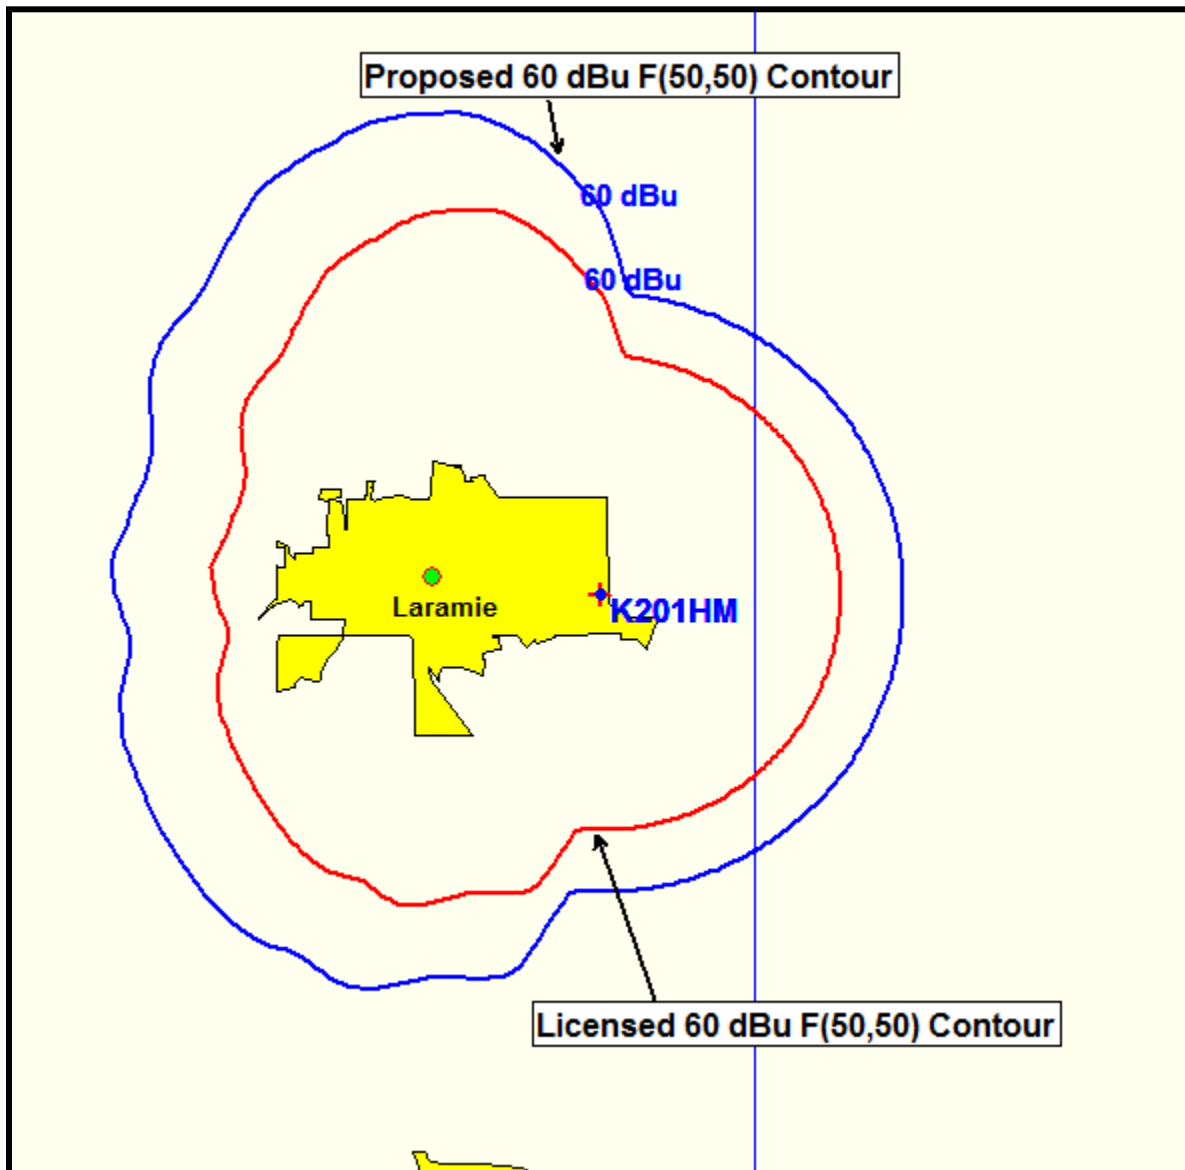 Proposed 60 dBu F(50,50) Contour
60 dBu
60 dBu
Laramie
K201HM
Licensed 60 dBu F(50,50) Contour